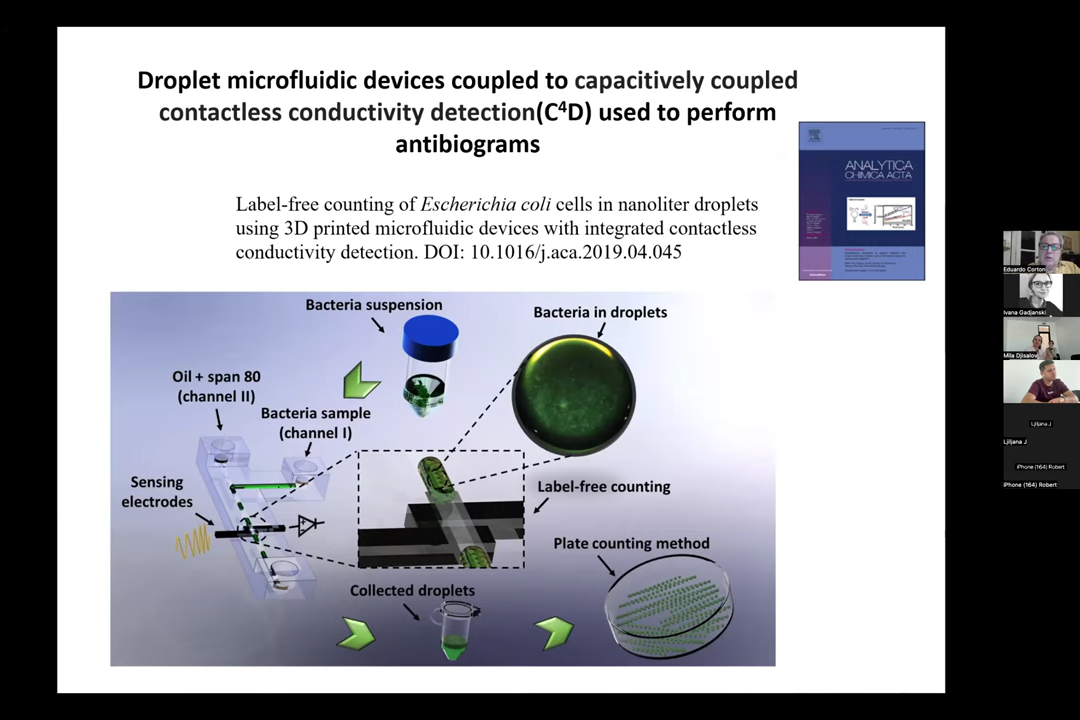 Droplet microfluidic devices coupled to capacitively coupled
contactless conductivity detection(C⁴D) used to perform
antibiograms
Label-free counting of Escherichia coli cells in nanoliter droplets
using 3D printed microfluidic devices with integrated contactless
conductivity detection. DOI: 10.1016/j.aca.2019.04.045
ANALYTICA
CHIMICA ACTA
Bacteria suspension
Bacteria in droplets
Oil + span 80
(channel II)
Bacteria sample
(channel I)
Sensing
electrodes
Label-free counting
Plate counting method
Collected droplets
Eduardo Corton
Ivana Gadjanski
Mila Djisalov
Ljiljana J
Ljiljana J
iPhone (164) Robert
iPhone (164) Robert